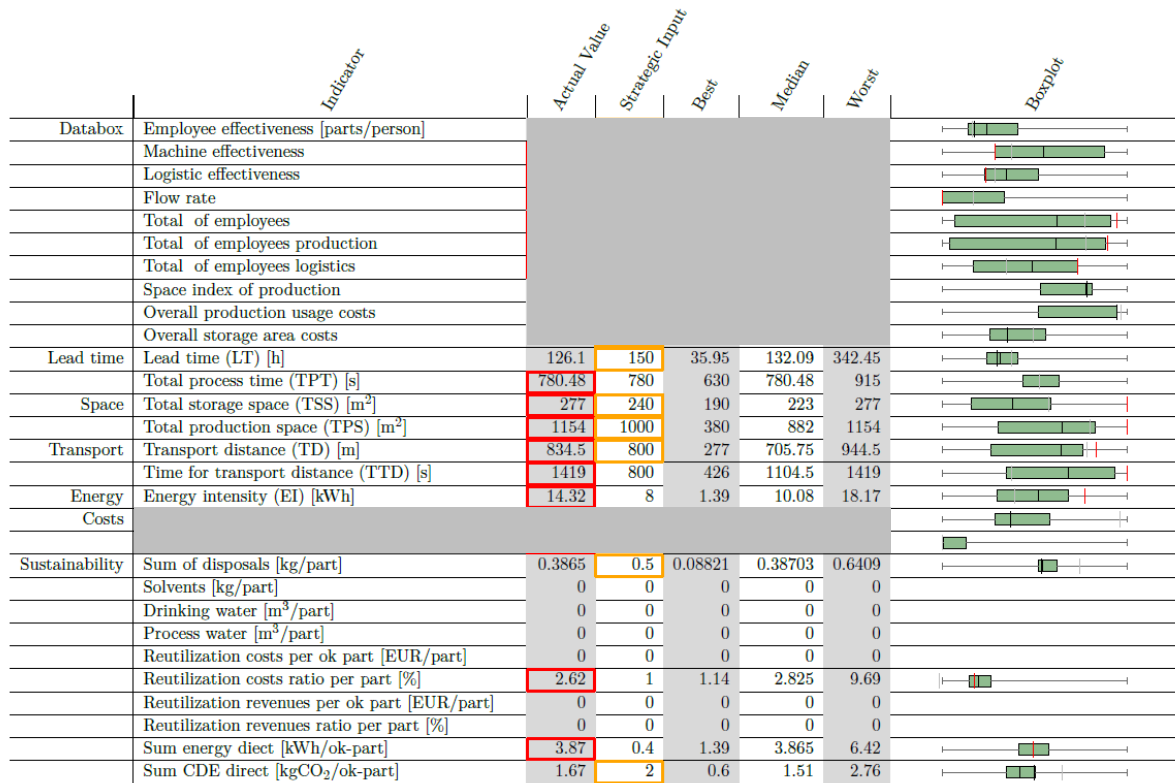 Indicator Actual Value Strategic Input Best Median Worst Boxplot
Databox Employee effectiveness [parts/person]
Machine effectiveness
Logistic effectiveness
Flow rate
Total of employees
Total of employees production
Total of employees logistics
Space index of production
Overall production usage costs
Overall storage area costs
Lead time Lead time (LT) [h] 126.1 150 35.95 132.09 342.45
Total process time (TPT) [s] 780.48 780 630 780.48 915
Space Total storage space (TSS) [m²] 277 240 190 223 277
Total production space (TPS) [m²] 1154 1000 380 882 1154
Transport Transport distance (TD) [m] 834.5 800 277 705.75 944.5
Time for transport distance (TTD) [s] 1419 800 426 1104.5 1419
Energy Energy intensity (EI) [kWh] 14.32 8 1.39 10.08 18.17
Costs
Sustainability Sum of disposals [kg/part] 0.3865 0.5 0.08821 0.38703 0.6409
Solvents [kg/part] 0 0 0 0 0
Drinking water [m³/part] 0 0 0 0 0
Process water [m³/part] 0 0 0 0 0
Reutilization costs per ok part [EUR/part] 0 0 0 0 0
Reutilization costs ratio per part [%] 2.62 1 1.14 2.825 9.69
Reutilization revenues per ok part [EUR/part] 0 0 0 0 0
Reutilization revenues ratio per part [%] 0 0 0 0 0
Sum energy diect [kWh/ok-part] 3.87 0.4 1.39 3.865 6.42
Sum CDE direct [kgCO₂/ok-part] 1.67 2 0.6 1.51 2.76